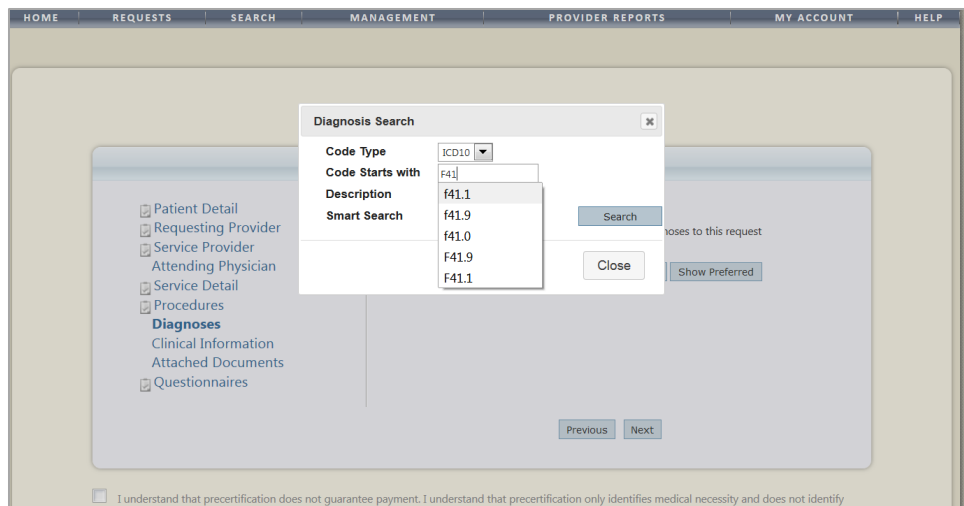 HOME REQUESTS SEARCH MANAGEMENT PROVIDER REPORTS MY ACCOUNT HELP
Diagnosis Search
Code Type ICD10
Code Starts with F41
Description f41.1
Smart Search f41.9 Search
f41.0
F41.9 Close
F41.1
Patient Detail
Requesting Provider
Service Provider
Attending Physician
Service Detail
Procedures
Diagnoses
Clinical Information
Attached Documents
Questionnaires
to this request
Show Preferred
Previous Next
I understand that precertification does not guarantee payment. I understand that precertification only identifies medical necessity and does not identify